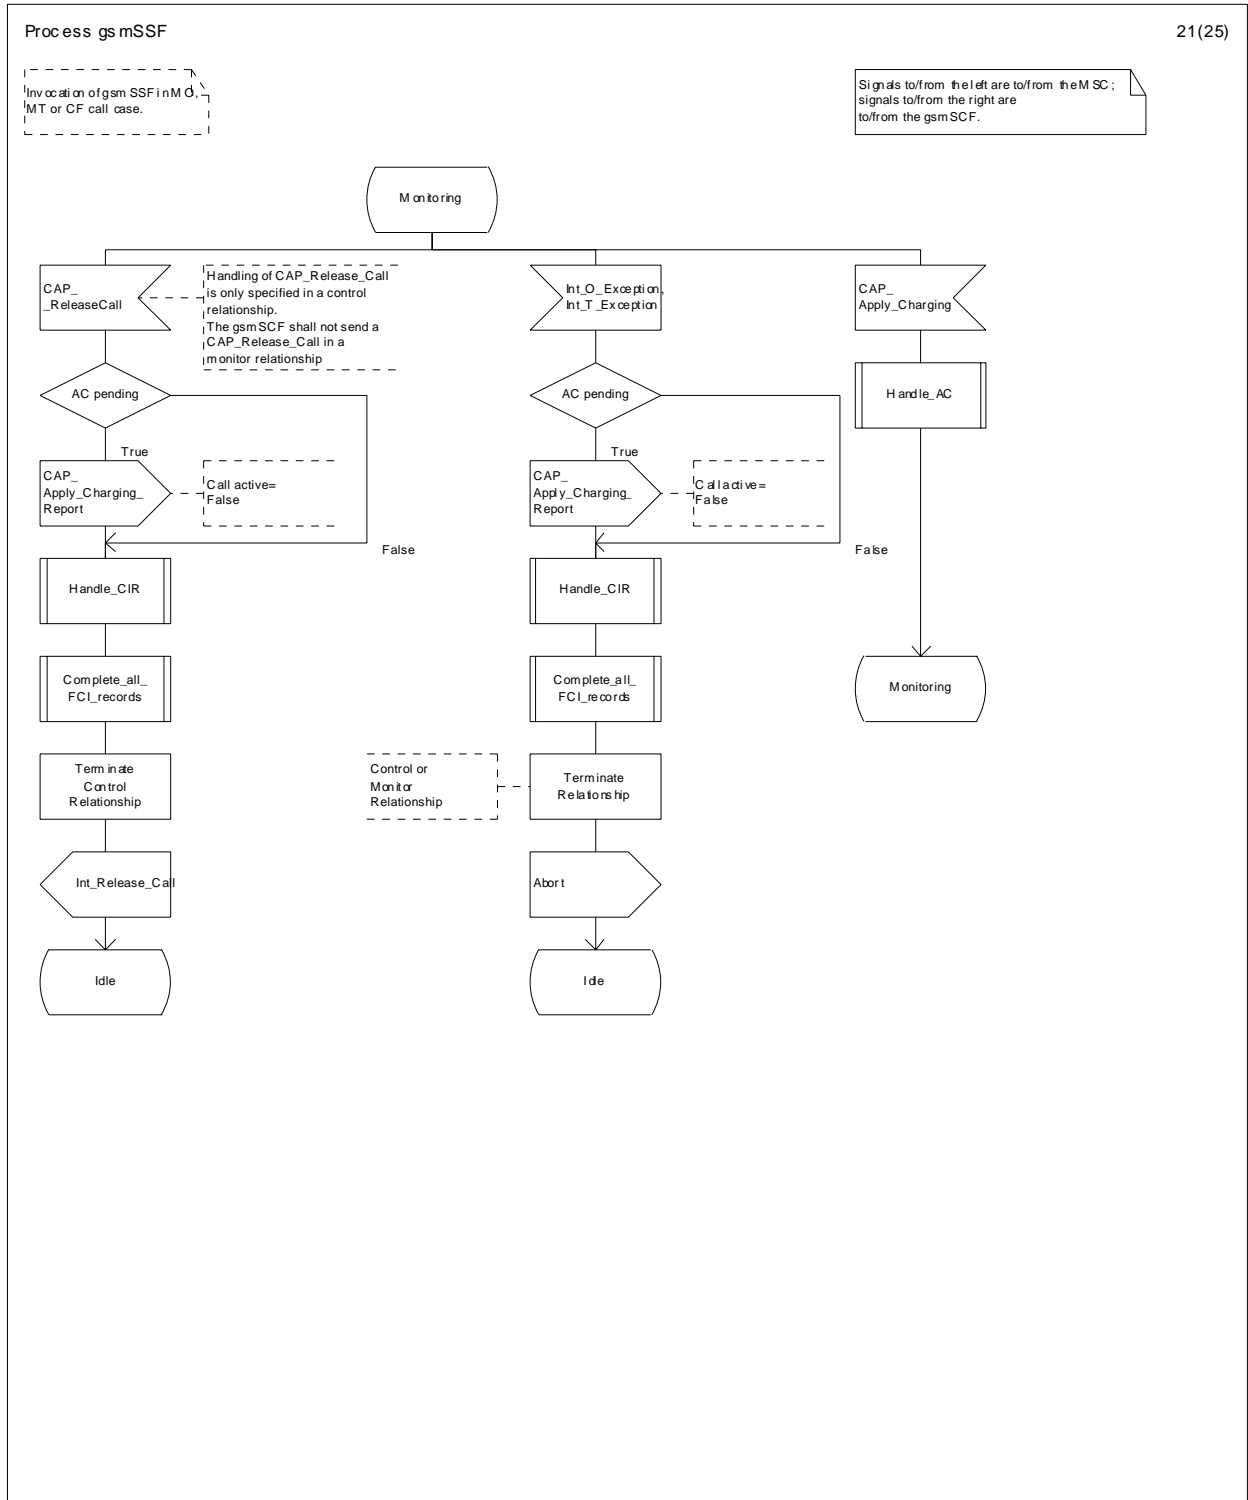 Process gsmSSF
21(25)
Invocation of gsmSSF in MO,
MT or CF call case.
Signals to/from the left are to/from the MSC;
signals to/from the right are
to/from the gsmSCF.
Monitoring
CAP_
_ReleaseCall
Handling of CAP_Release_Call
is only specified in a control
relationship.
The gsmSCF shall not send a
CAP_Release_Call in a
monitor relationship
Int_O_Exception,
Int_T_Exception
CAP_
Apply_Charging
AC pending
AC pending
Handle_AC
True
True
CAP_
Apply_Charging_
Report
Call active=
False
CAP_
Apply_Charging_
Report
Call active=
False
False
False
Handle_CIR
Handle_CIR
Complete_all_
FCI_records
Complete_all_
FCI_records
Monitoring
Terminate
Control
Relationship
Control or
Monitor
Relationship
Terminate
Relationship
Int_Release_Call
Abort
Idle
Idle